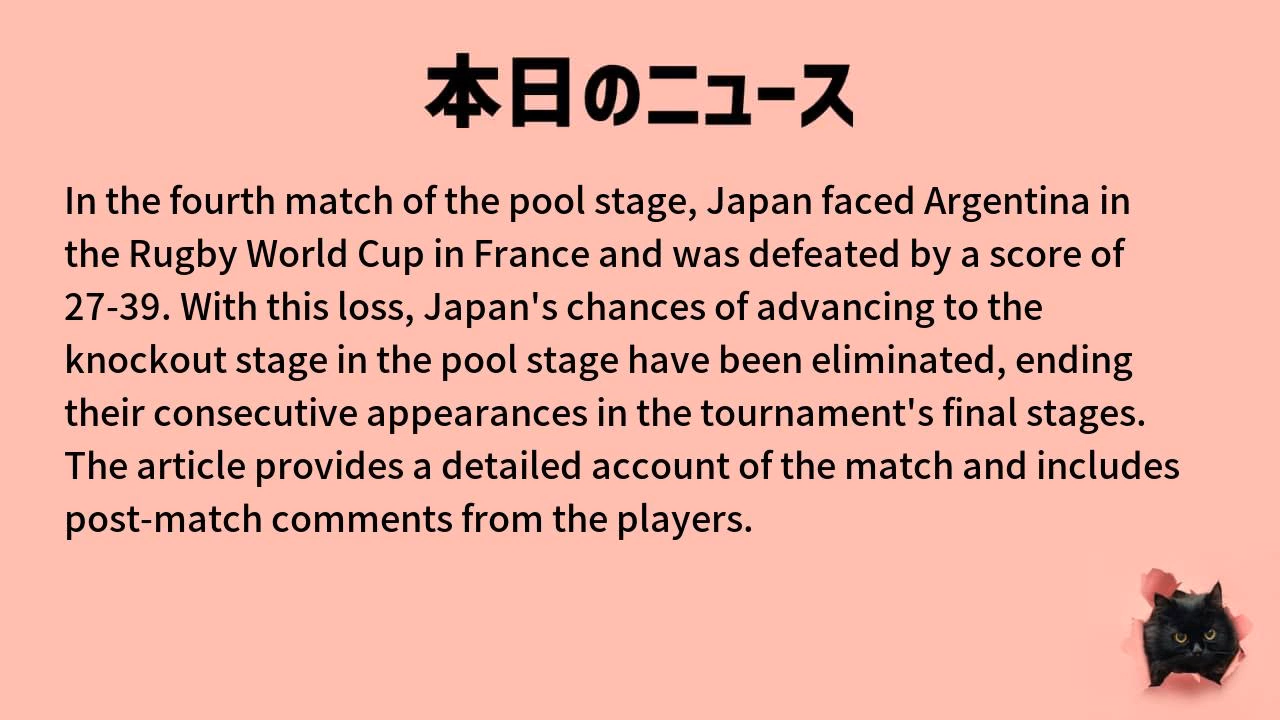 本日のニュース
In the fourth match of the pool stage, Japan faced Argentina in
the Rugby World Cup in France and was defeated by a score of
27-39. With this loss, Japan's chances of advancing to the
knockout stage in the pool stage have been eliminated, ending
their consecutive appearances in the tournament's final stages.
The article provides a detailed account of the match and includes
post-match comments from the players.